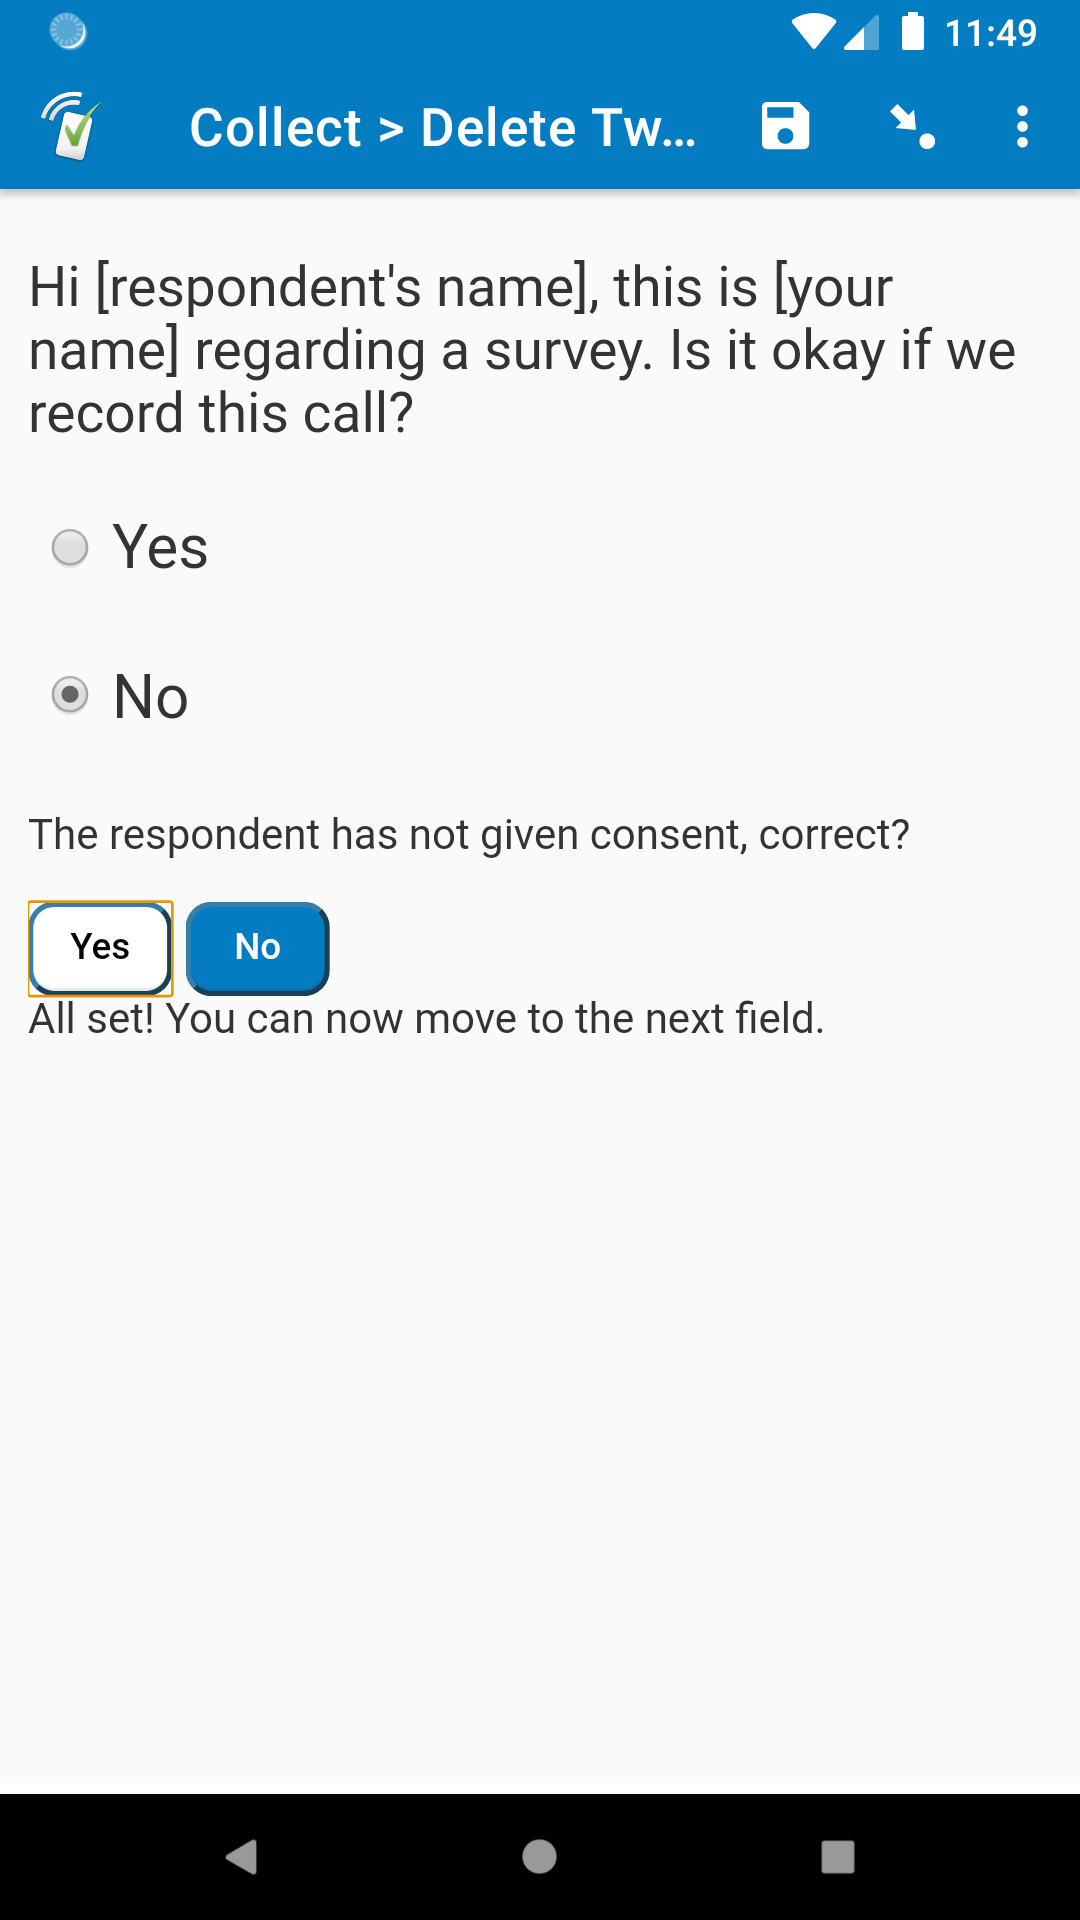 11:49
Collect > Delete Tw...
Hi [respondent's name], this is [your
name] regarding a survey. Is it okay if we
record this call?
Yes
No
The respondent has not given consent, correct?
Yes No
All set! You can now move to the next field.